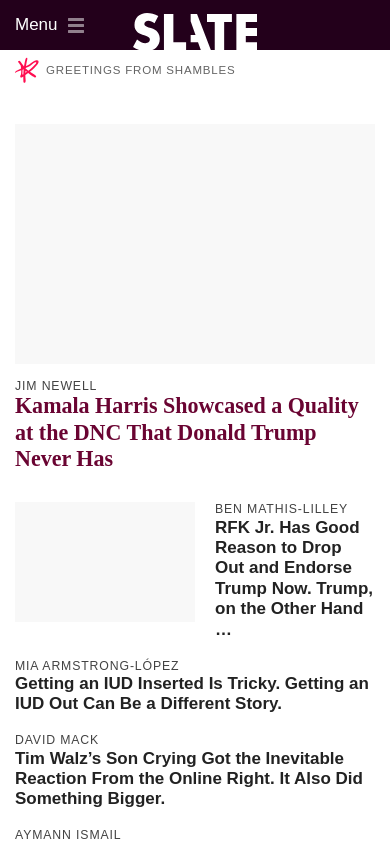 Menu
SLATE
GREETINGS FROM SHAMBLES
JIM NEWELL
Kamala Harris Showcased a Quality
at the DNC That Donald Trump
Never Has
BEN MATHIS-LILLEY
RFK Jr. Has Good
Reason to Drop
Out and Endorse
Trump Now. Trump,
on the Other Hand
…
MIA ARMSTRONG-LÓPEZ
Getting an IUD Inserted Is Tricky. Getting an
IUD Out Can Be a Different Story.
DAVID MACK
Tim Walz’s Son Crying Got the Inevitable
Reaction From the Online Right. It Also Did
Something Bigger.
AYMANN ISMAIL